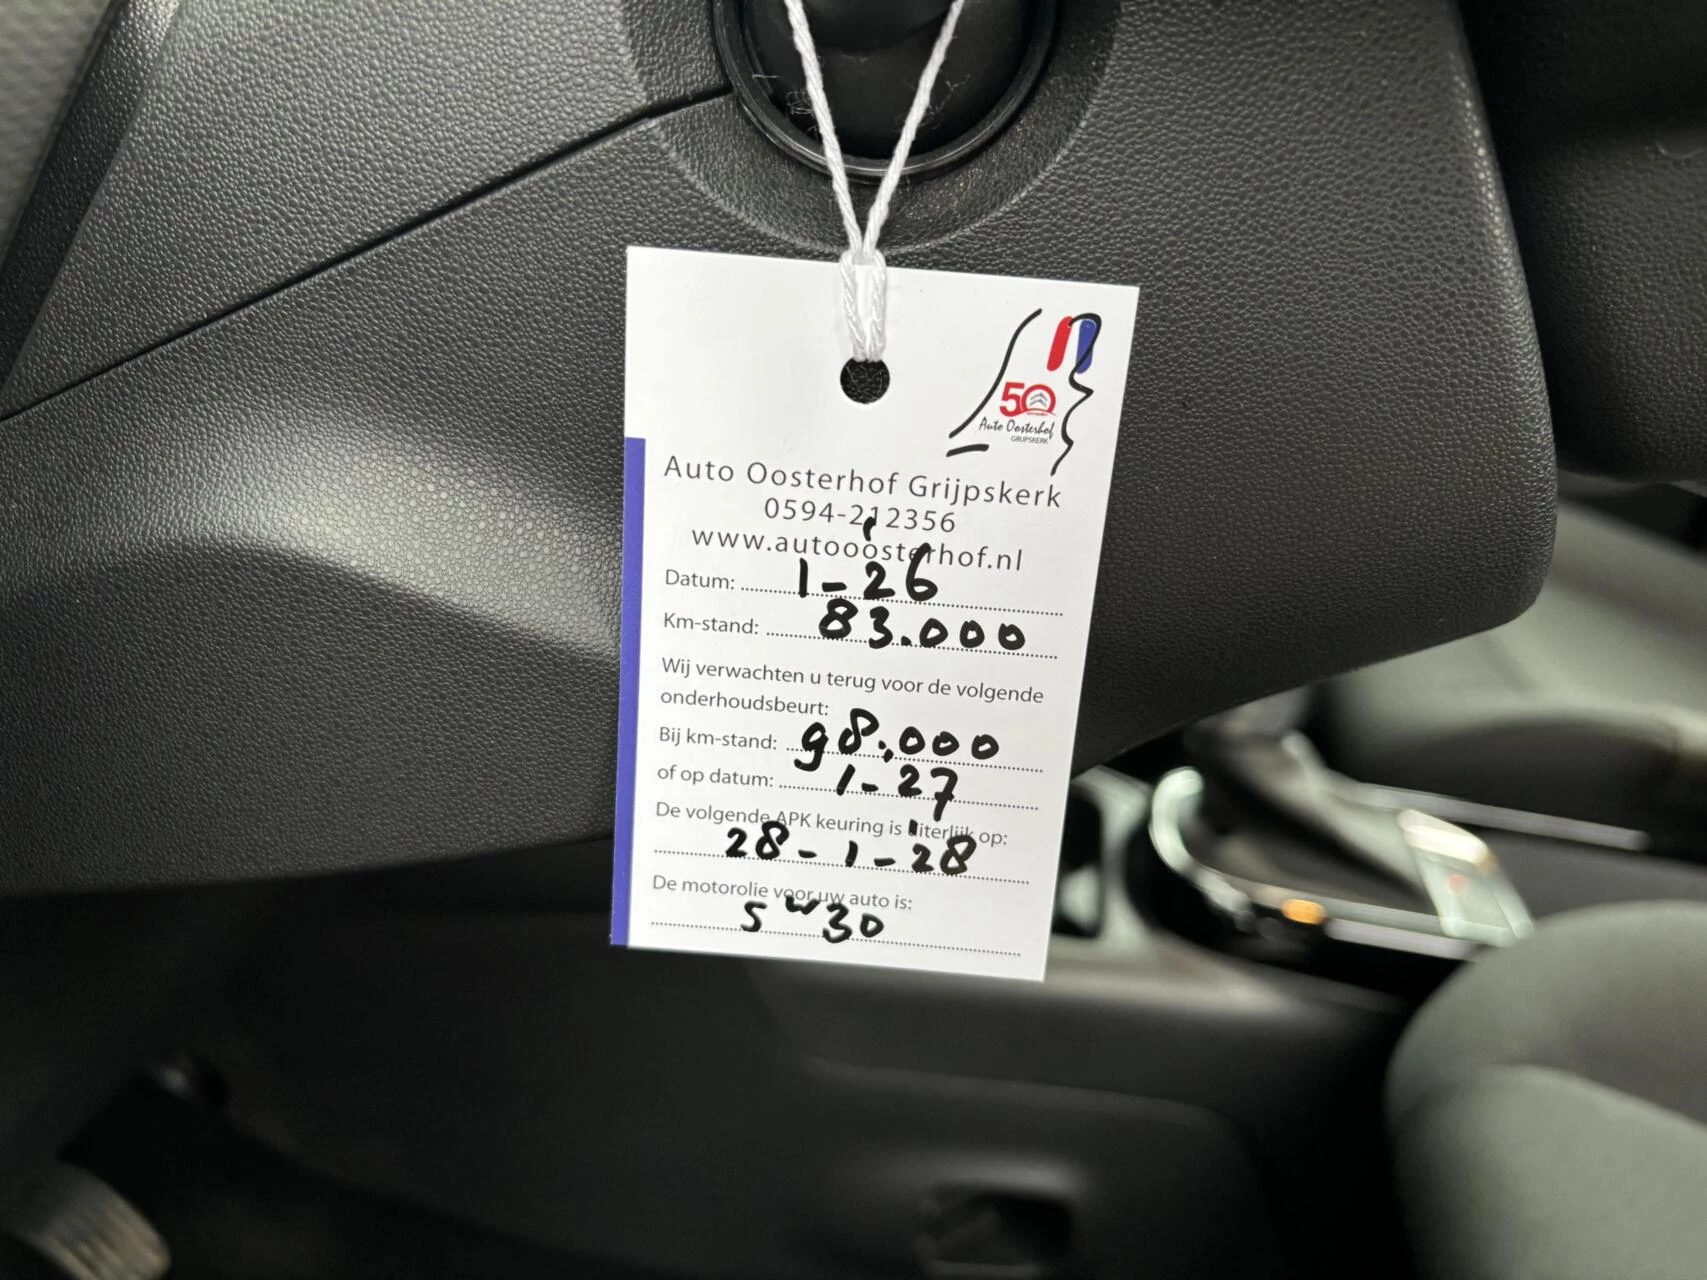 50
Auto Oosterhof
GRIJPSKERK
Auto Oosterhof Grijpskerk
0594-212356
www.autooosterhof.nl
Datum: 1-'26
Km-stand: 83.000
Wij verwachten u terug voor de volgende
onderhoudsbeurt:
Bij km-stand: 98.000
of op datum: 1-27
De volgende APK keuring is uiterlijk op:
28-1-'28
De motorolie voor uw auto is:
5w30